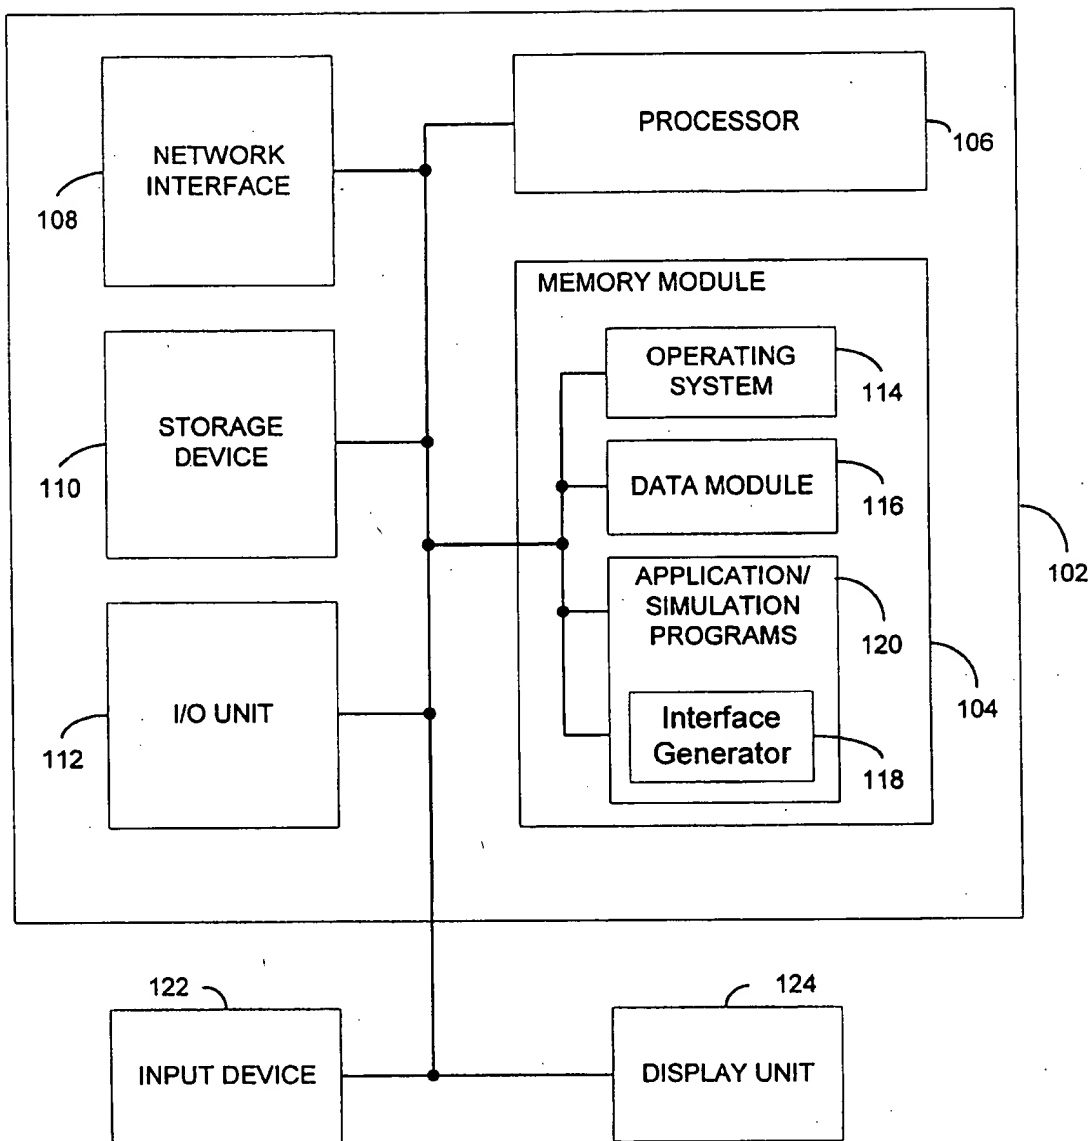 NETWORK
INTERFACE
108
PROCESSOR
106
STORAGE
DEVICE
110
I/O UNIT
112
MEMORY MODULE
OPERATING
SYSTEM
114
DATA MODULE
116
APPLICATION/
SIMULATION
PROGRAMS
120
Interface
Generator
118
104
102
122
INPUT DEVICE
124
DISPLAY UNIT